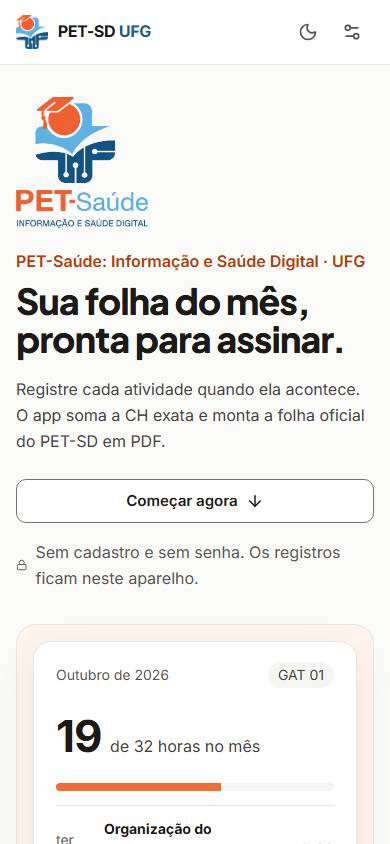 PET-SD UFG
PET-Saúde
INFORMAÇÃO E SAÚDE DIGITAL
PET-Saúde: Informação e Saúde Digital · UFG
Sua folha do mês,
pronta para assinar.
Registre cada atividade quando ela acontece.
O app soma a CH exata e monta a folha oficial
do PET-SD em PDF.
Começar agora
Sem cadastro e sem senha. Os registros
ficam neste aparelho.
Outubro de 2026
GAT 01
19 de 32 horas no mês
Organização do
ter